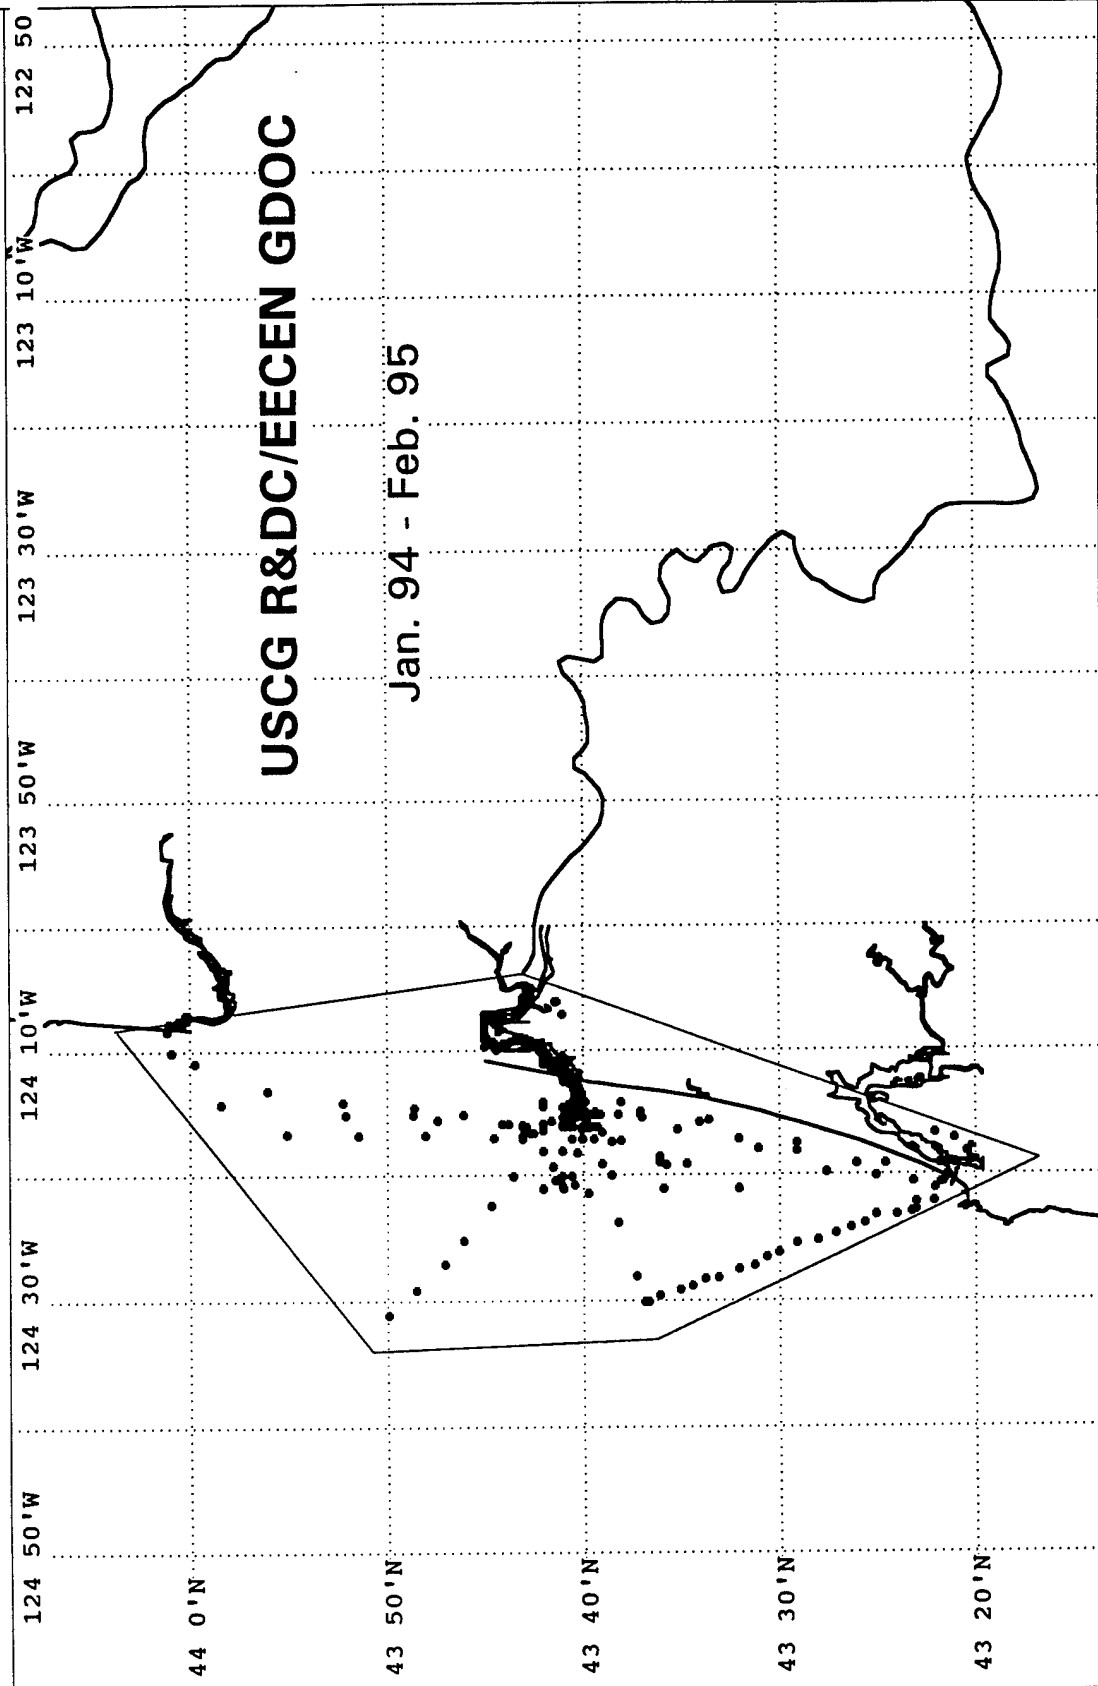 USCG R&DC/EECEN GDOC
Jan. 94 - Feb. 95
124 50'W
124 30'W
124 10'W
123 50'W
123 30'W
123 10'W
122 50
44 0'N
43 50'N
43 40'N
43 30'N
43 20'N